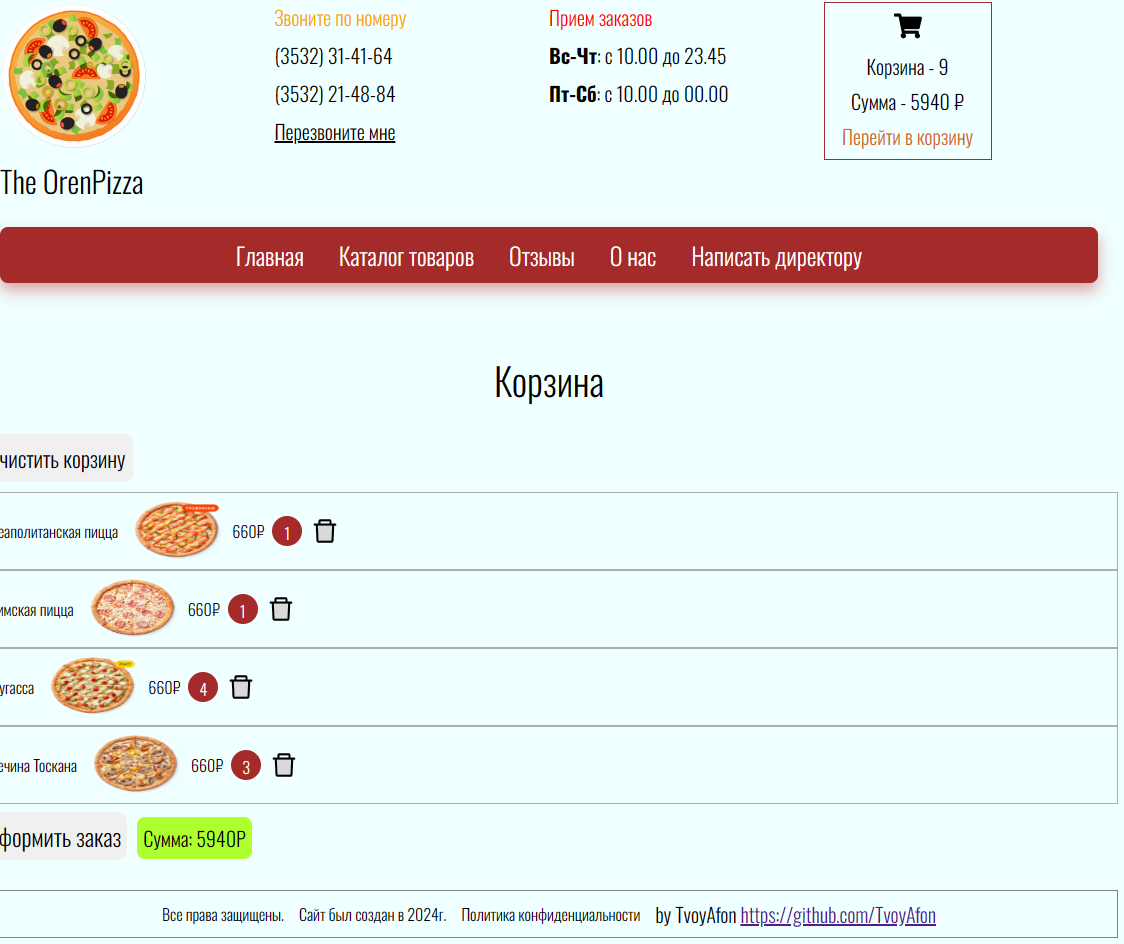 Звоните по номеру
(3532) 31-41-64
(3532) 21-48-84
Перезвоните мне
Прием заказов
Вс-Чт: с 10.00 до 23.45
Пт-Сб: с 10.00 до 00.00
Корзина - 9
Сумма - 5940 ₽
Перейти в корзину
The OrenPizza
Главная Каталог товаров Отзывы О нас Написать директору
Корзина
чистить корзину
еаполитанская пицца 660₽ 1
имская пицца 660₽ 1
угасса 660₽ 4
ечина Тоскана 660₽ 3
формить заказ Сумма: 5940Р
Все права защищены. Сайт был создан в 2024г. Политика конфиденциальности by TvoyAfon https://github.com/TvoyAfon